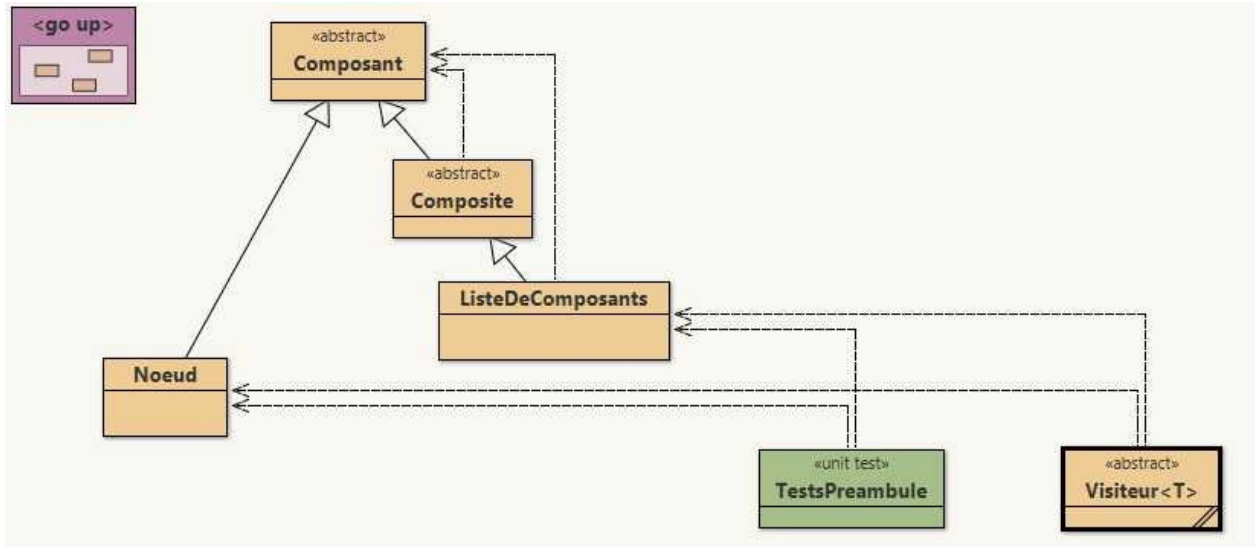 <go up>
«abstract»
Composant
«abstract»
Composite
ListeDeComposants
Noeud
«unit test»
TestsPreambule
«abstract»
Visiteur<T>